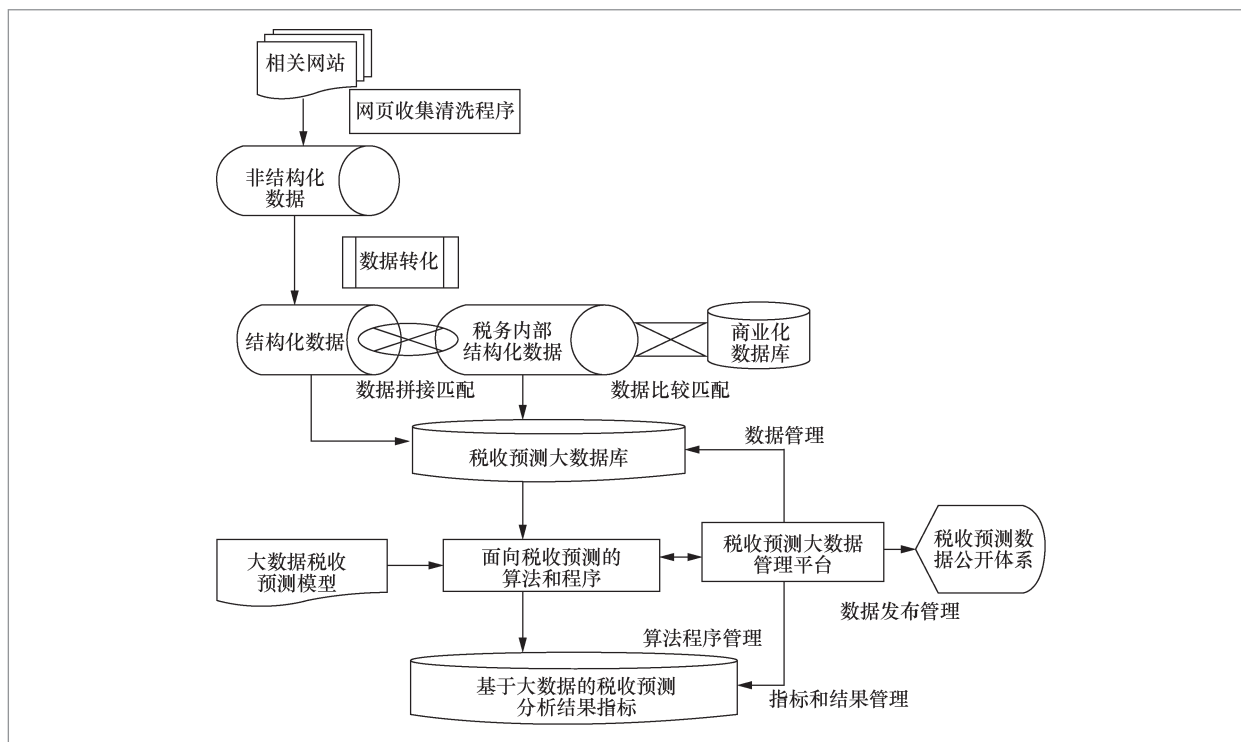 相关网站
网页收集清洗程序
非结构化
数据
数据转化
结构化数据
税务内部
结构化数据
商业化
数据库
数据拼接匹配
数据比较匹配
数据管理
税收预测大数据库
大数据税收
预测模型
面向税收预测的
算法和程序
税收预测大数据
管理平台
税收预测数
据公开体系
数据发布管理
算法程序管理
基于大数据的税收预测
分析结果指标
指标和结果管理